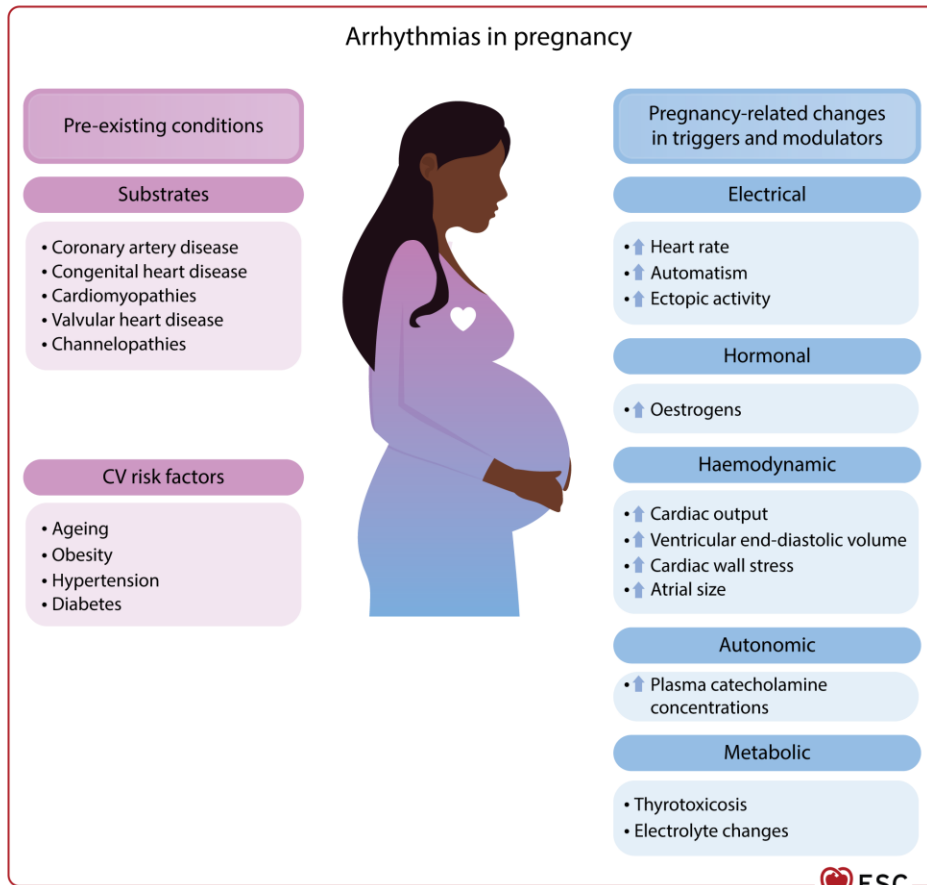 Arrhythmias in pregnancy
Pre-existing conditions
Substrates
• Coronary artery disease
• Congenital heart disease
• Cardiomyopathies
• Valvular heart disease
• Channelopathies
CV risk factors
• Ageing
• Obesity
• Hypertension
• Diabetes
Pregnancy-related changes
in triggers and modulators
Electrical
• ⬆ Heart rate
• ⬆ Automatism
• ⬆ Ectopic activity
Hormonal
• ⬆ Oestrogens
Haemodynamic
• ⬆ Cardiac output
• ⬆ Ventricular end-diastolic volume
• ⬆ Cardiac wall stress
• ⬆ Atrial size
Autonomic
• ⬆ Plasma catecholamine
concentrations
Metabolic
• Thyrotoxicosis
• Electrolyte changes
ESC